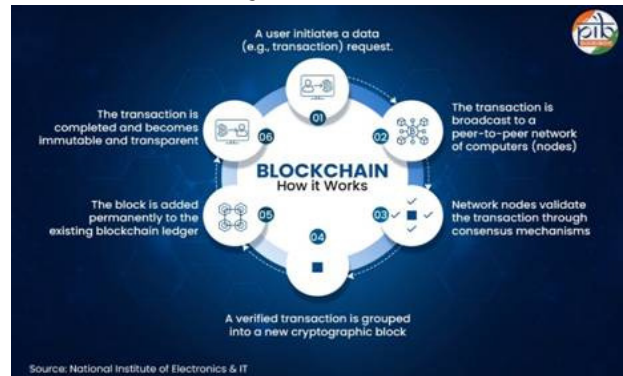 A user initiates a data
(e.g., transaction) request.
pib
01
The transaction is
broadcast to a
peer-to-peer network
of computers (nodes)
02
Network nodes validate
the transaction through
consensus mechanisms
03
A verified transaction is grouped
into a new cryptographic block
04
The block is added
permanently to the
existing blockchain ledger
05
The transaction is
completed and becomes
immutable and transparent
06
BLOCKCHAIN
How it Works
Source: National Institute of Electronics & IT